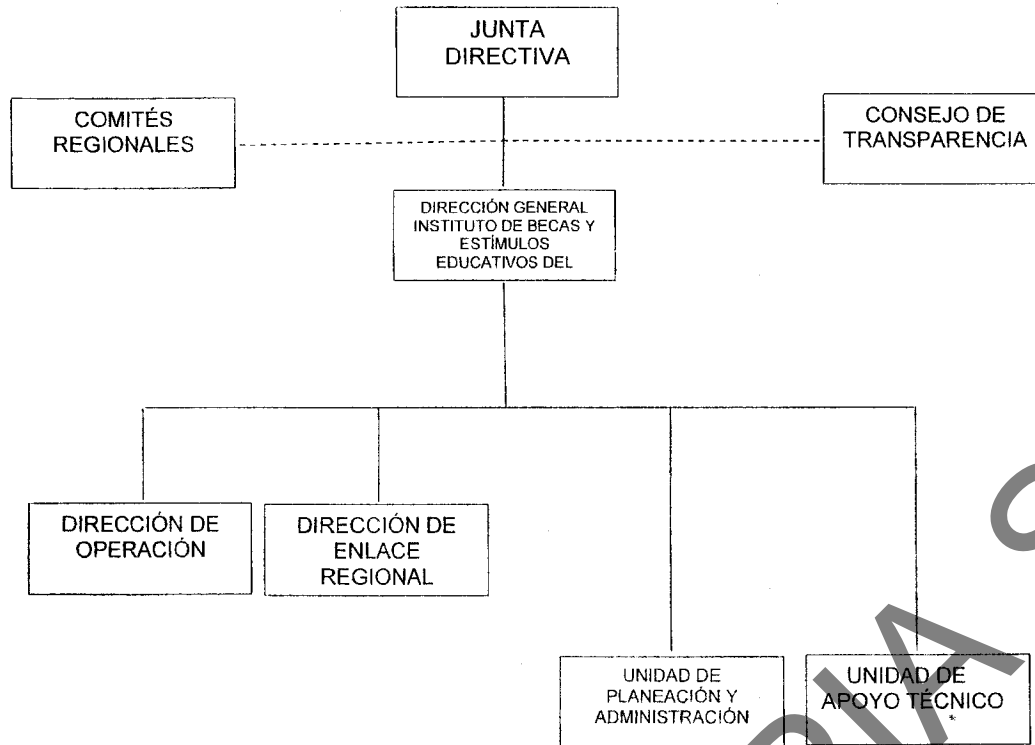 JUNTA
DIRECTIVA
COMITÉS
REGIONALES
CONSEJO DE
TRANSPARENCIA
DIRECCIÓN GENERAL
INSTITUTO DE BECAS Y
ESTÍMULOS
EDUCATIVOS DEL
DIRECCIÓN DE
OPERACIÓN
DIRECCIÓN DE
ENLACE
REGIONAL
UNIDAD DE
PLANEACIÓN Y
ADMINISTRACIÓN
UNIDAD DE
APOYO TÉCNICO